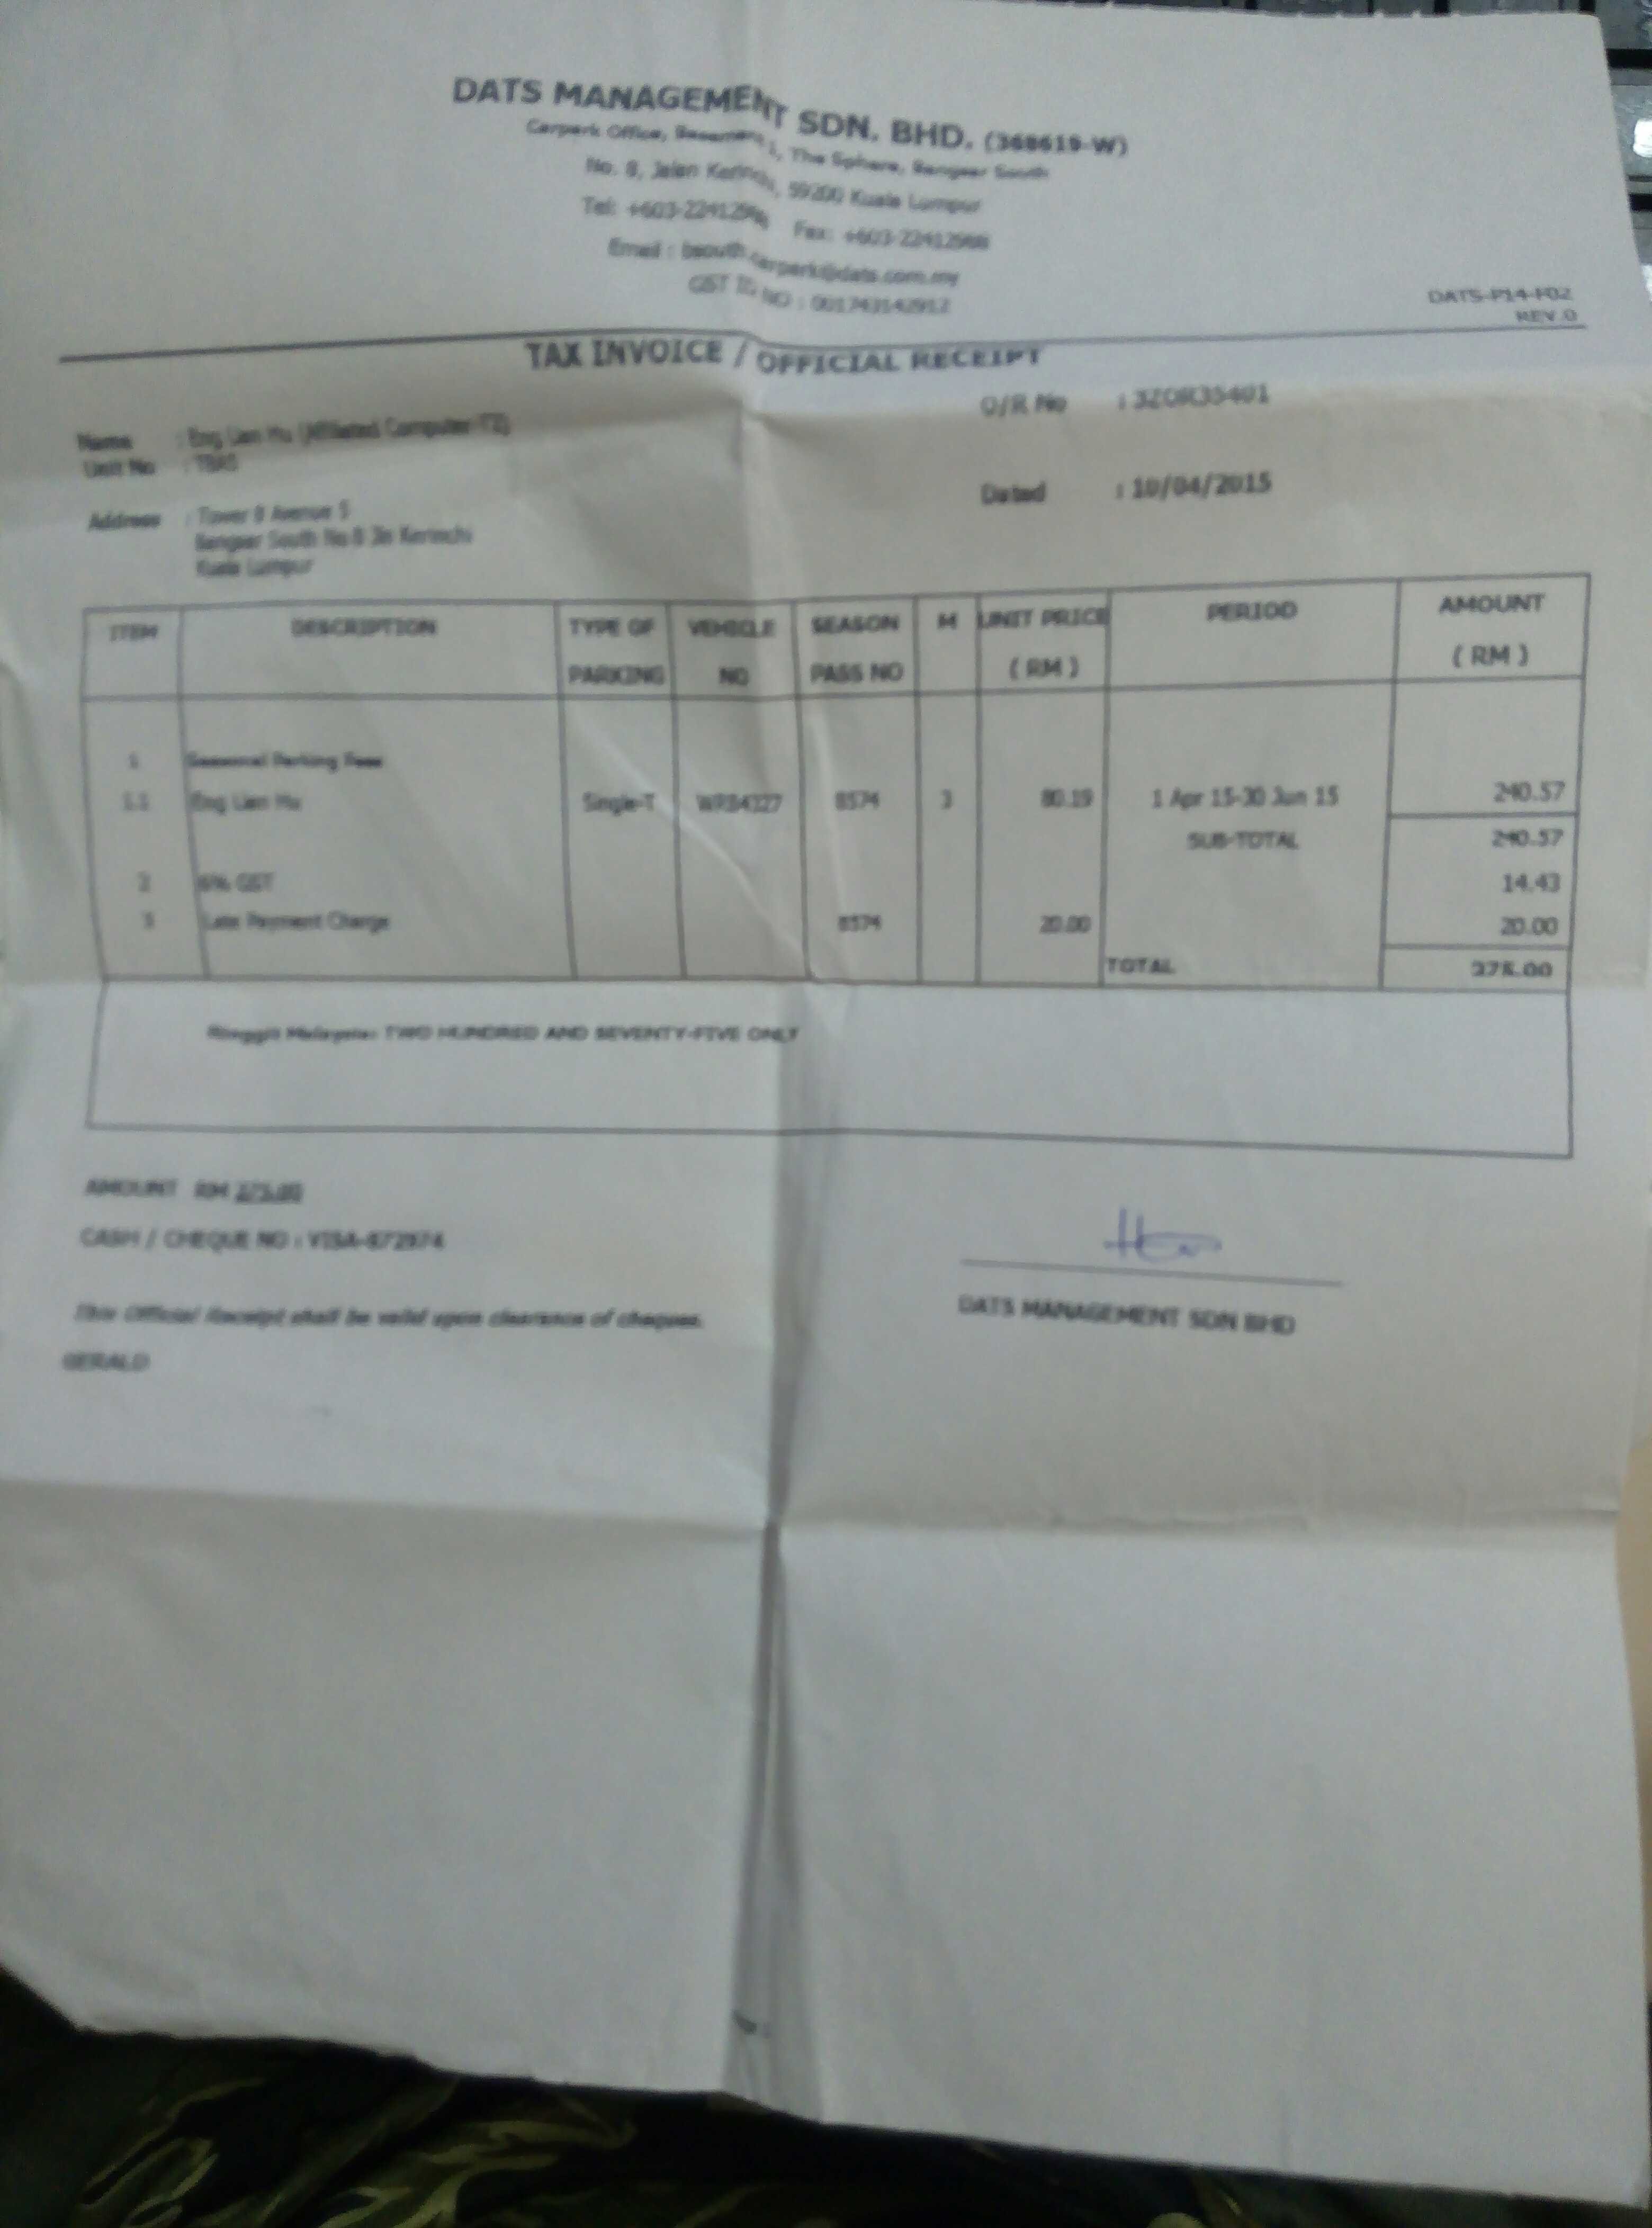 DATS MANAGEMENT SDN. BHD. (368619-W)
Carpark Office, Basement 1, The Sphere, Bangsar South
No. 8, Jalan Kerinchi, 59200 Kuala Lumpur
Tel: Fax: +603-22412988
Email : bsouth.carpark@dats.com.my
GST ID NO : 001743142912
DATS-P14-F02
REV.0
TAX INVOICE / OFFICIAL RECEIPT
O/R No : 3ZOR35401
Name : Eng Lian Hu (Affiliated Computer-T2)
Unit No :
Dated : 10/04/2015
Address : Tower 8 Avenue 5
Bangsar South No 8 Jln Kerinchi
Kuala Lumpur
ITEM DESCRIPTION TYPE OF VEHICLE SEASON M UNIT PRICE PERIOD AMOUNT
PARKING NO PASS NO ( RM ) ( RM )
1 Seasonal Parking Fees
1.1 Eng Lian Hu Single-T 8574 3 80.19 1 Apr 15-30 Jun 15 240.57
SUB-TOTAL 240.57
2 6% GST 14.43
3 Late Payment Charge 8574 20.00 20.00
TOTAL 275.00
Ringgit Malaysia: TWO HUNDRED AND SEVENTY-FIVE ONLY
AMOUNT RM 275.00
CASH / CHEQUE NO :
DATS MANAGEMENT SDN BHD
This Official Receipt shall be valid upon clearance of cheques.
GERALD